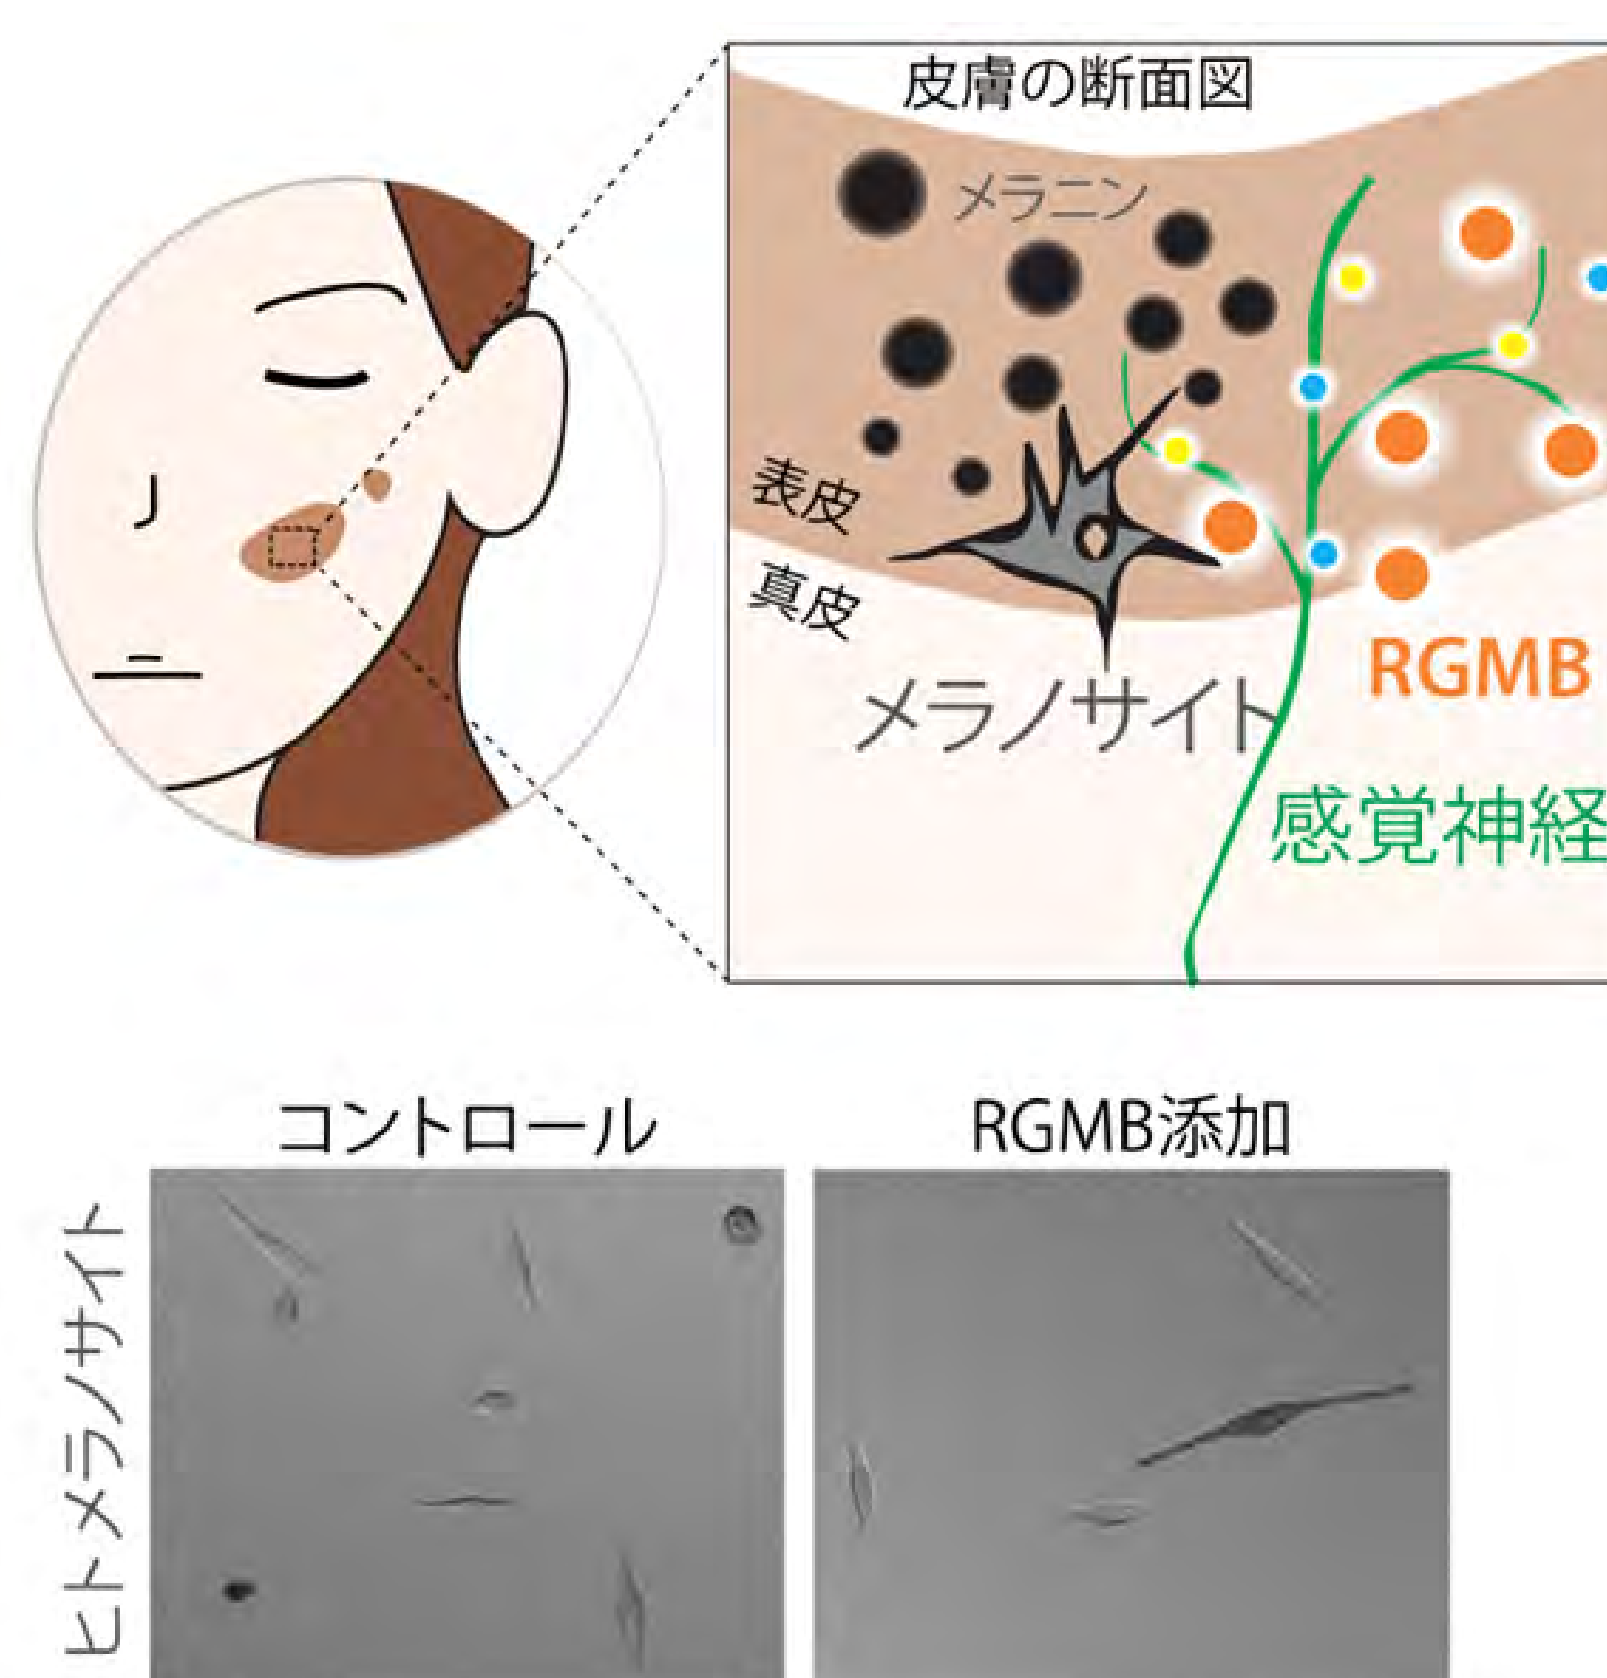 皮膚の断面図
メラニン
表皮
真皮
メラノサイト
RGMB
感覚神経
コントロール
RGMB添加
ヒトメラノサイト